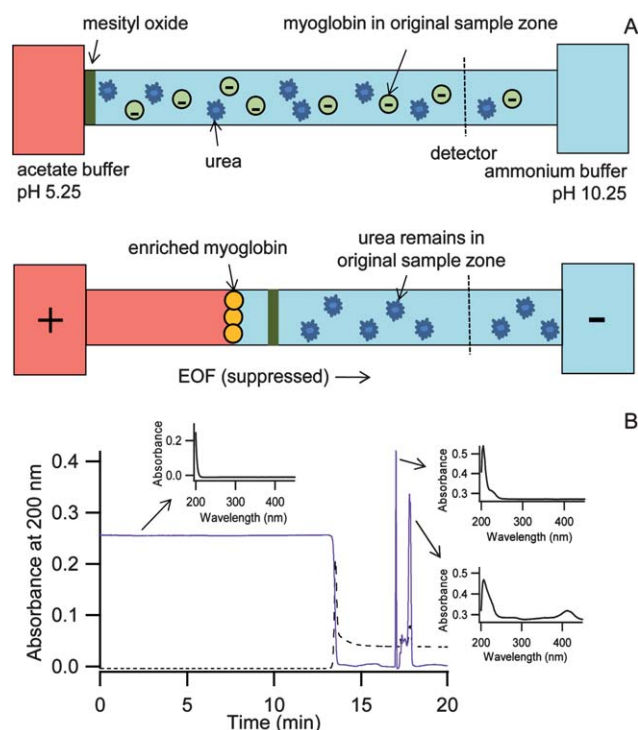 mesityl oxide
myoglobin in original sample zone
A
-
-
-
-
-
-
-
-
urea
detector
acetate buffer
pH 5.25
ammonium buffer
pH 10.25
enriched myoglobin
urea remains in
original sample zone
+
-
EOF (suppressed)
B
Absorbance at 200 nm
0.4
0.3
0.2
0.1
0.0
0
5
10
15
20
Time (min)
Absorbance
0.2
0.0
200
300
400
Wavelength (nm)
Absorbance
0.5
0.4
0.3
200
300
400
Wavelength (nm)
Absorbance
0.5
0.4
0.3
200
300
400
Wavelength (nm)